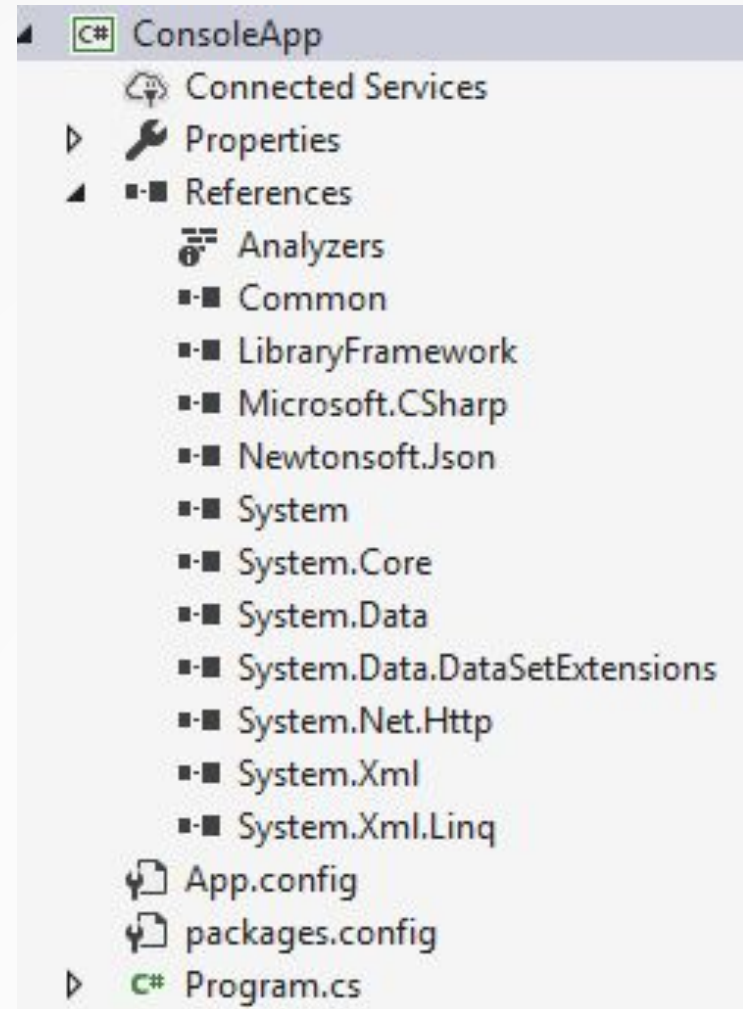 C# ConsoleApp
Connected Services
Properties
References
Analyzers
Common
LibraryFramework
Microsoft.CSharp
Newtonsoft.Json
System
System.Core
System.Data
System.Data.DataSetExtensions
System.Net.Http
System.Xml
System.Xml.Linq
App.config
packages.config
C# Program.cs